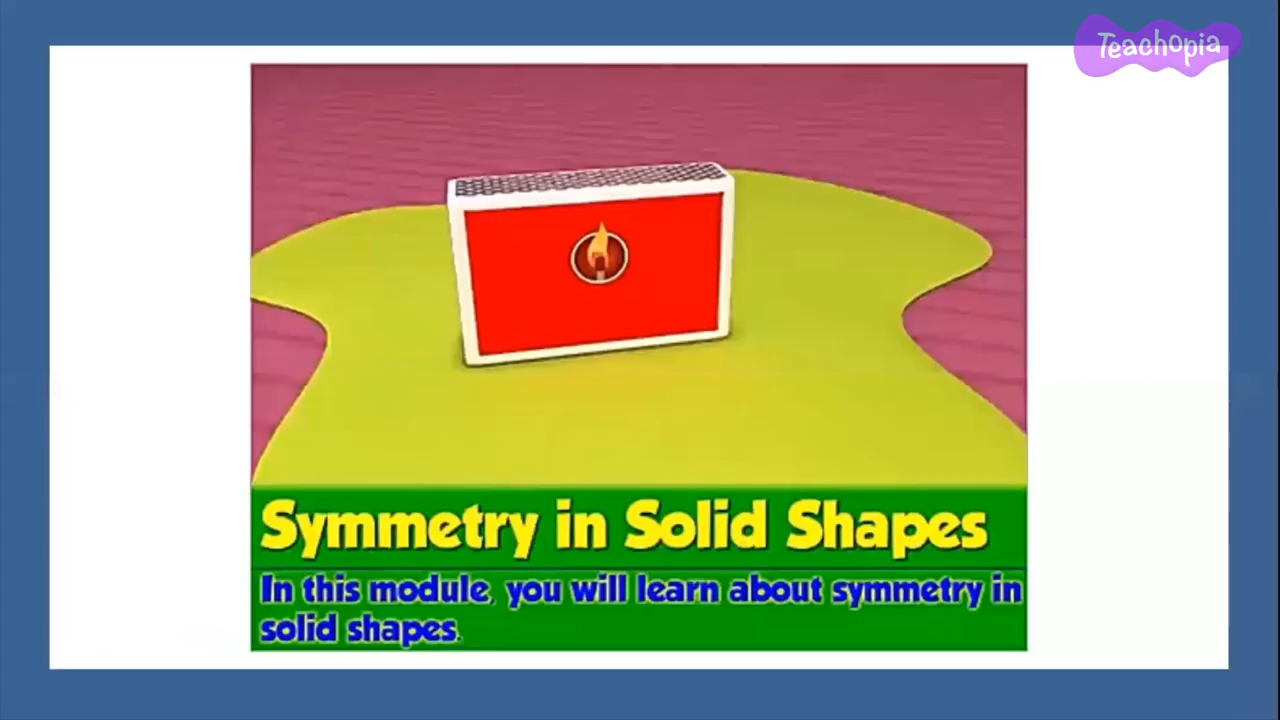 Teachopia
Symmetry in Solid Shapes
In this module, you will learn about symmetry in
solid shapes.